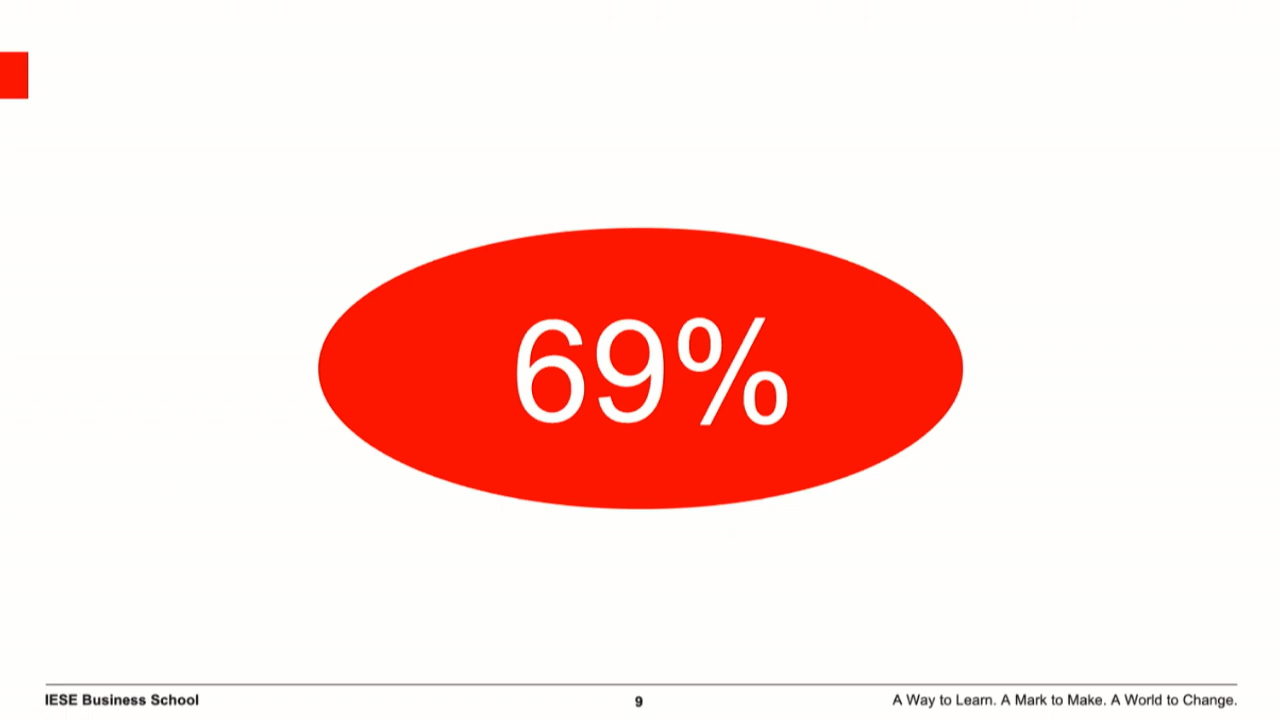 69%
IESE Business School
9
A Way to Learn. A Mark to Make. A World to Change.